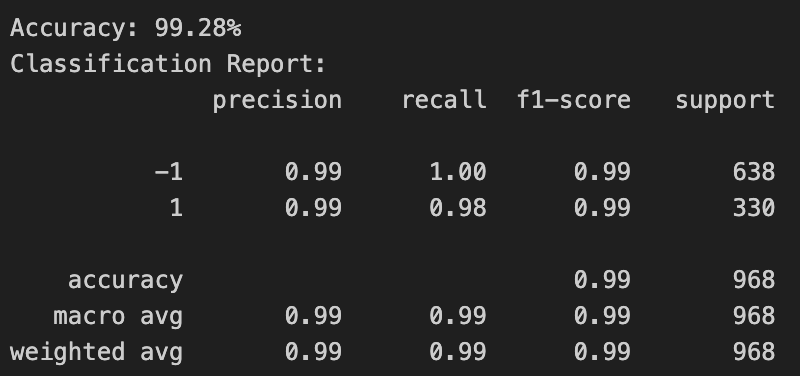 Accuracy: 99.28%
Classification Report:
precision recall f1-score support
-1 0.99 1.00 0.99 638
1 0.99 0.98 0.99 330
accuracy 0.99 968
macro avg 0.99 0.99 0.99 968
weighted avg 0.99 0.99 0.99 968